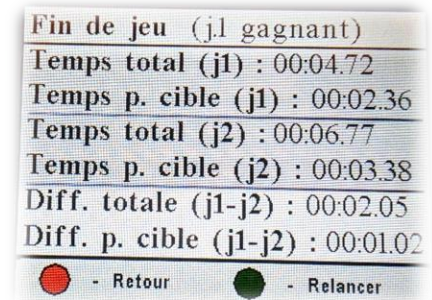 Fin de jeu (j.1 gagnant)
Temps total (j1) : 00:04.72
Temps p. cible (j1) : 00:02.36
Temps total (j2) : 00:06.77
Temps p. cible (j2) : 00:03.38
Diff. totale (j1-j2) : 00:02.05
Diff. p. cible (j1-j2) : 00:01.02
- Retour - Relancer